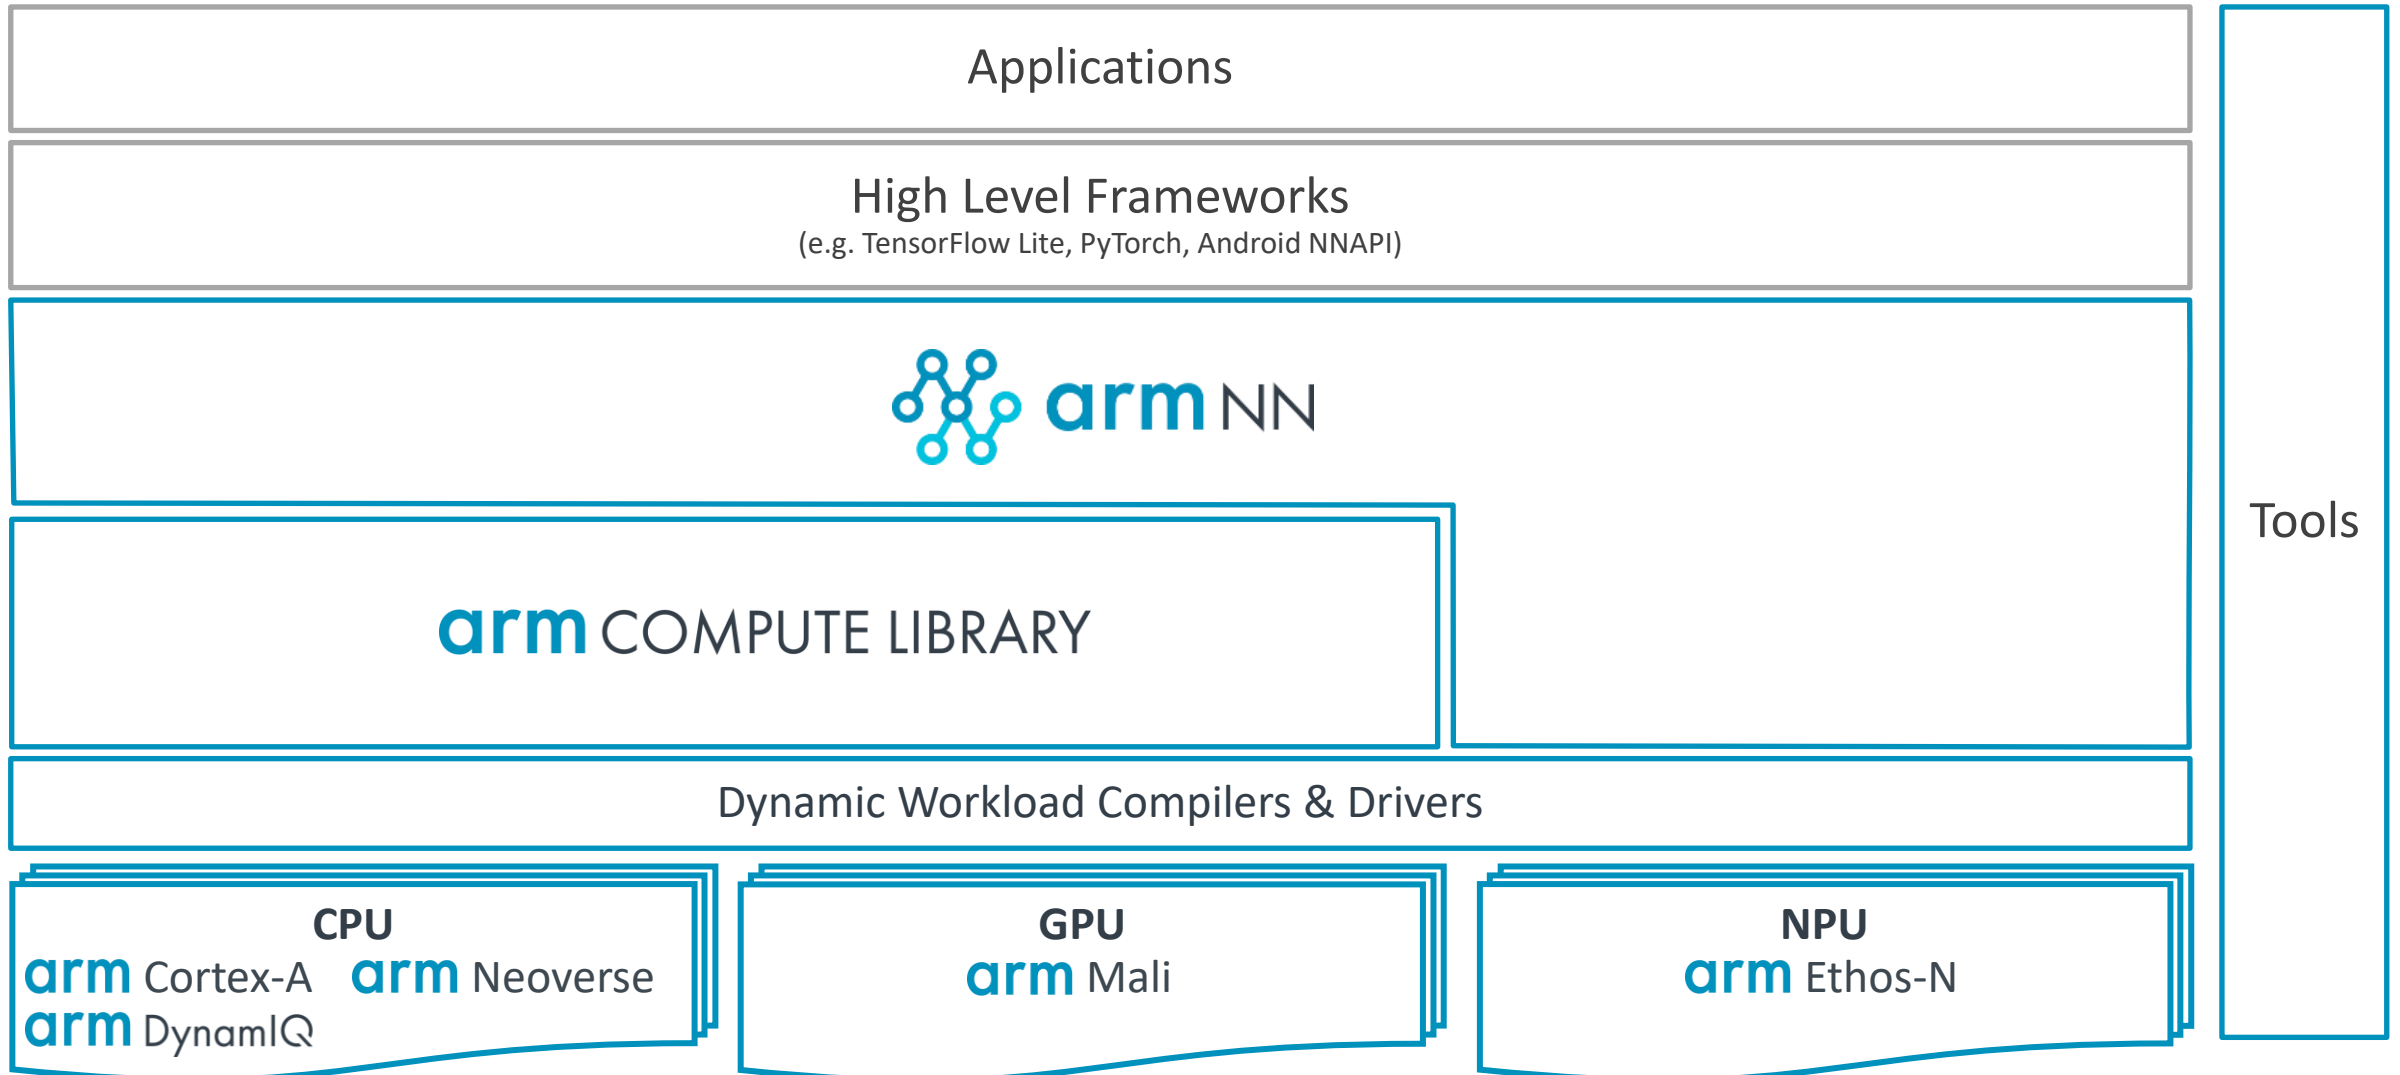 Applications
High Level Frameworks
(e.g. TensorFlow Lite, PyTorch, Android NNAPI)
arm NN
arm COMPUTE LIBRARY
Dynamic Workload Compilers & Drivers
CPU
arm Cortex-A arm Neoverse
arm DynamIQ
GPU
arm Mali
NPU
arm Ethos-N
Tools